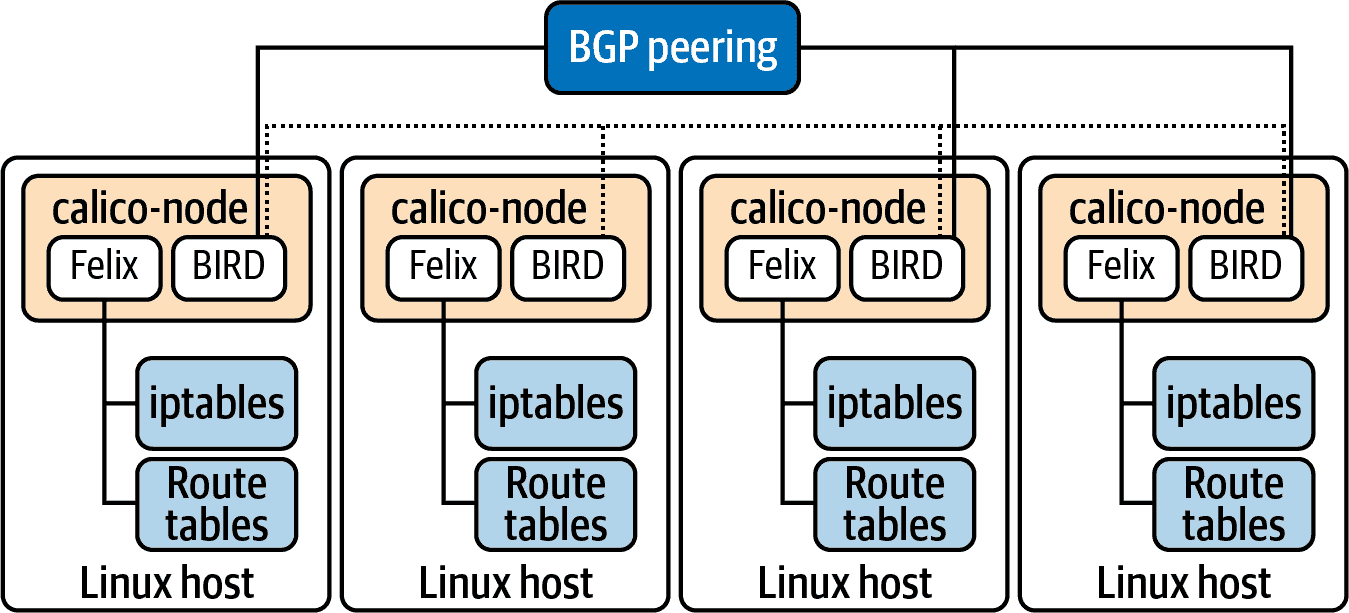 BGP peering
calico-node
Felix
BIRD
iptables
Route
tables
Linux host
calico-node
Felix
BIRD
iptables
Route
tables
Linux host
calico-node
Felix
BIRD
iptables
Route
tables
Linux host
calico-node
Felix
BIRD
iptables
Route
tables
Linux host